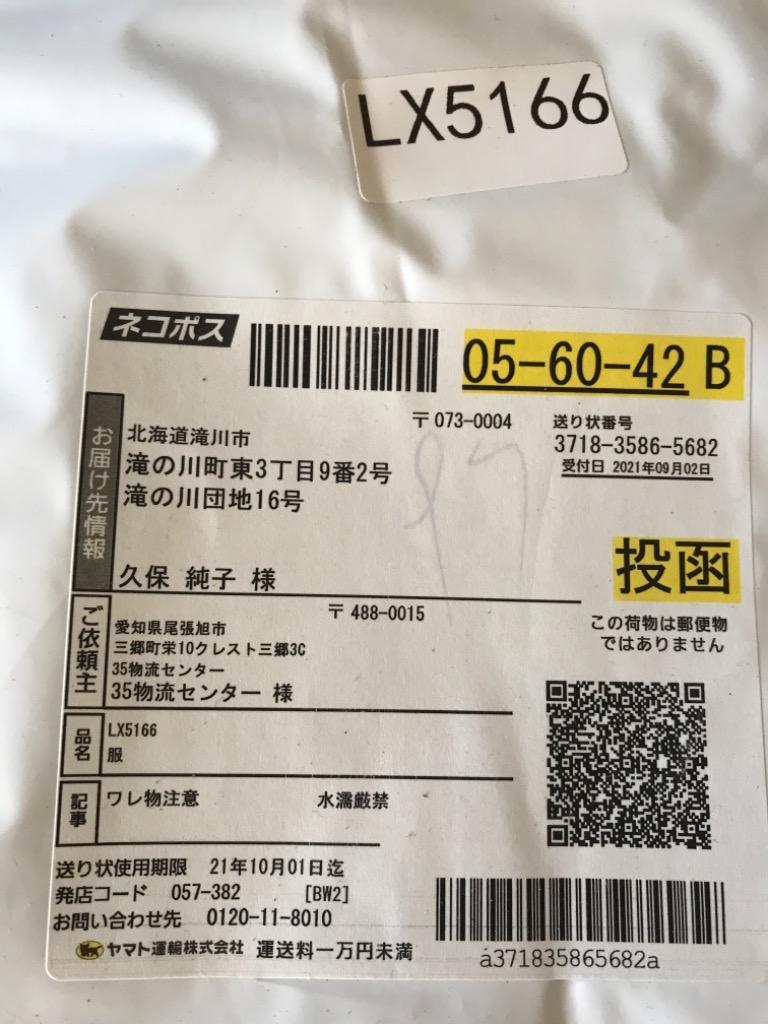 LX5166
ネコポス
05-60-42 B
お届け先情報
〒073-0004
北海道滝川市
滝の川町東3丁目9番2号
滝の川団地16号
久保 純子 様
送り状番号
3718-3586-5682
受付日 2021年09月02日
投函
この荷物は郵便物
ではありません
ご依頼主
〒488-0015
愛知県尾張旭市
三郷町栄10クレスト三郷3C
35物流センター
35物流センター 様
品名
LX5166
服
記事
ワレ物注意 水濡厳禁
送り状使用期限 21年10月01日迄
発店コード 057-382 [BW2]
お問い合わせ先 0120-11-8010
ヤマト運輸株式会社 運送料一万円未満
a371835865682a